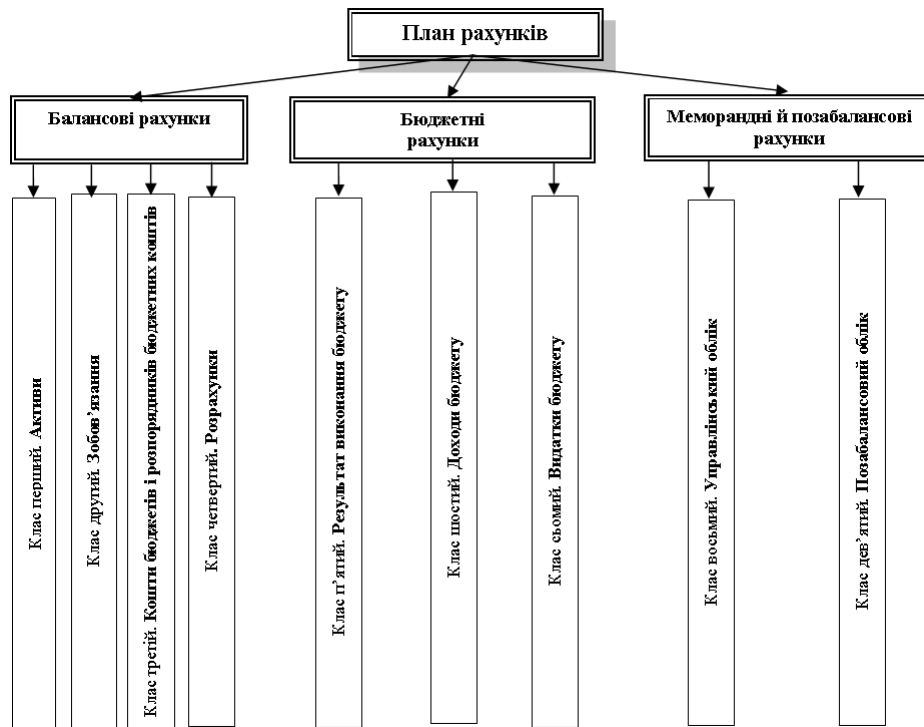 План рахунків
Балансові рахунки
Бюджетні
рахунки
Меморандні й позабалансові
рахунки
Клас перший. Активи
Клас другий. Зобов’язання
Клас третій. Кошти бюджетів і розпорядників бюджетних коштів
Клас четвертий. Розрахунки
Клас п’ятий. Результат виконання бюджету
Клас шостий. Доходи бюджету
Клас сьомий. Видатки бюджету
Клас восьмий. Управлінський облік
Клас дев’ятий. Позабалансовий облік